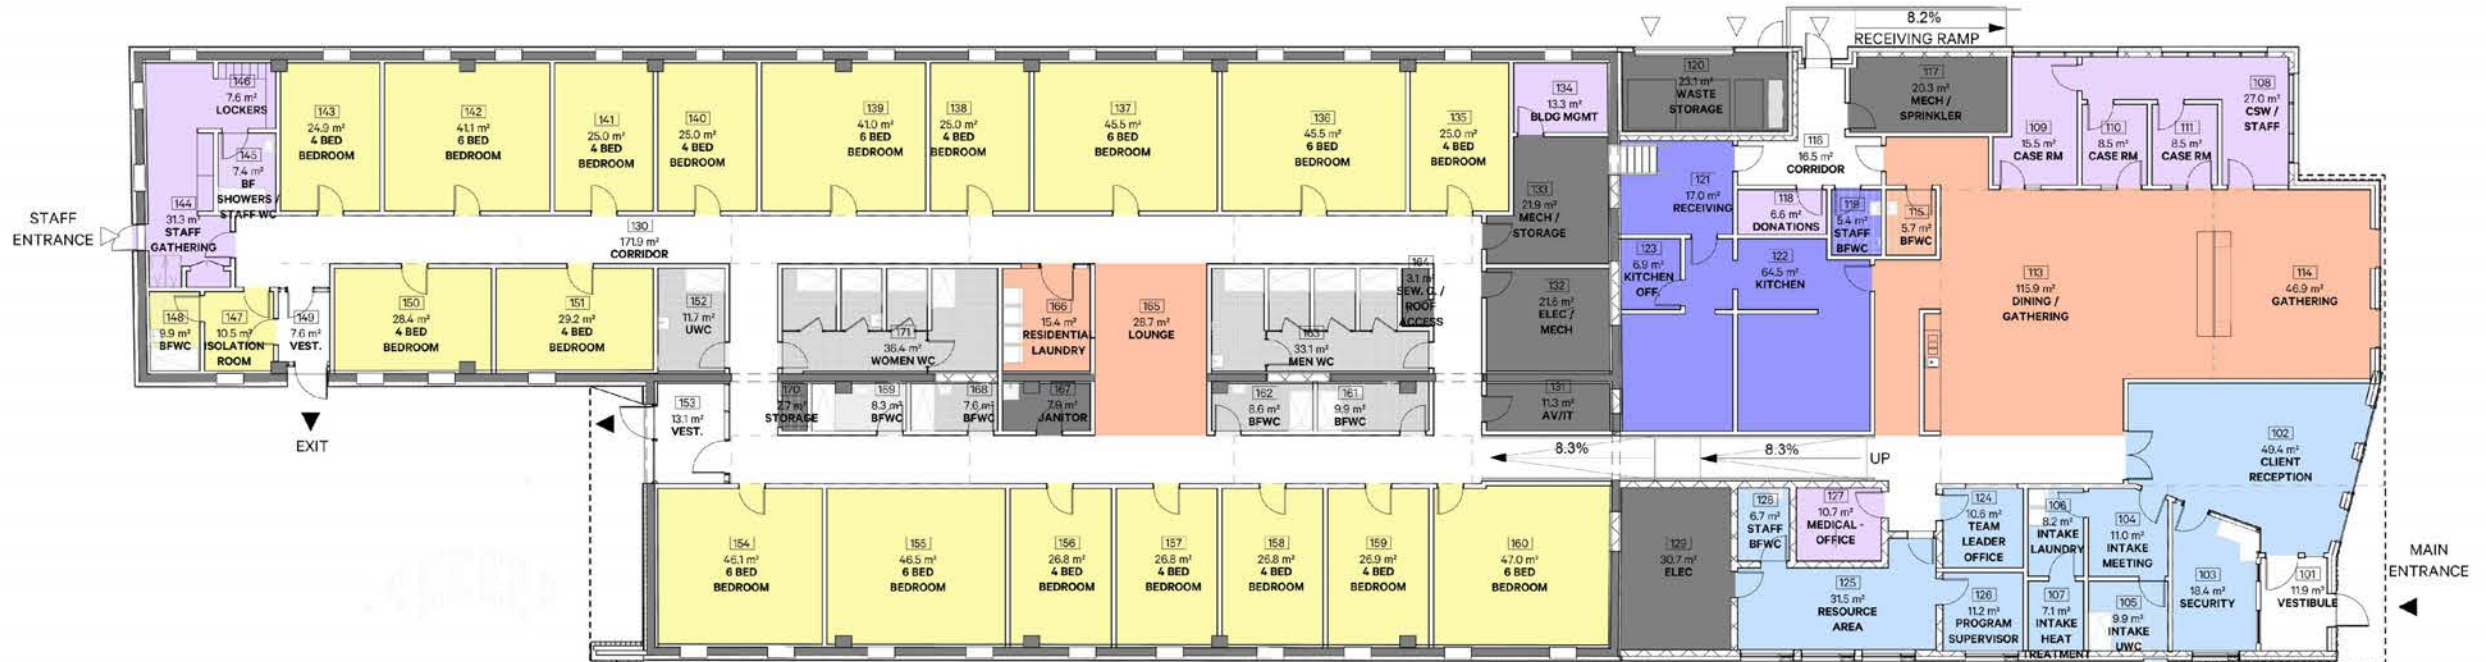 8.2%
RECEIVING RAMP
146
7.6 m²
LOCKERS
143
24.9 m²
4 BED
BEDROOM
142
41.1 m²
6 BED
BEDROOM
141
25.0 m²
4 BED
BEDROOM
140
25.0 m²
4 BED
BEDROOM
139
41.0 m²
6 BED
BEDROOM
138
25.0 m²
4 BED
BEDROOM
137
45.5 m²
6 BED
BEDROOM
136
45.5 m²
6 BED
BEDROOM
135
25.0 m²
4 BED
BEDROOM
134
13.3 m²
BLDG MGMT
120
23.1 m²
WASTE
STORAGE
117
20.3 m²
MECH /
SPRINKLER
108
27.0 m²
CSW /
STAFF
109
15.5 m²
CASE RM
110
8.5 m²
CASE RM
111
8.5 m²
CASE RM
116
16.5 m²
CORRIDOR
145
7.4 m²
BF
SHOWERS /
STAFF WC
144
31.3 m²
STAFF
GATHERING
STAFF
ENTRANCE
130
171.9 m²
CORRIDOR
133
21.9 m²
MECH /
STORAGE
121
17.0 m²
RECEIVING
118
6.6 m²
DONATIONS
118
5.4 m²
STAFF
BFWC
115
5.7 m²
BFWC
123
6.9 m²
KITCHEN
OFF.
122
64.5 m²
KITCHEN
113
115.9 m²
DINING /
GATHERING
114
46.9 m²
GATHERING
148
9.9 m²
BFWC
147
10.5 m²
ISOLATION
ROOM
149
7.6 m²
VEST.
150
28.4 m²
4 BED
BEDROOM
151
29.2 m²
4 BED
BEDROOM
152
11.7 m²
UWC
171
36.4 m²
WOMEN WC
166
15.4 m²
RESIDENTIAL
LAUNDRY
165
28.7 m²
LOUNGE
163
33.1 m²
MEN WC
164
3.1 m²
SEW. C. /
ROOF
ACCESS
132
21.6 m²
ELEC /
MECH
EXIT
153
13.1 m²
VEST.
170
2.7 m²
STORAGE
169
8.3 m²
BFWC
168
7.6 m²
BFWC
167
7.9 m²
JANITOR
162
8.6 m²
BFWC
161
9.9 m²
BFWC
131
11.3 m²
AV/IT
8.3%
8.3%
UP
102
49.4 m²
CLIENT
RECEPTION
154
46.1 m²
6 BED
BEDROOM
155
46.5 m²
6 BED
BEDROOM
156
26.8 m²
4 BED
BEDROOM
157
26.8 m²
4 BED
BEDROOM
158
26.8 m²
4 BED
BEDROOM
159
26.9 m²
4 BED
BEDROOM
160
47.0 m²
6 BED
BEDROOM
129
30.7 m²
ELEC
128
6.7 m²
STAFF
BFWC
127
10.7 m²
MEDICAL -
OFFICE
124
10.6 m²
TEAM
LEADER
OFFICE
106
8.2 m²
INTAKE
LAUNDRY
104
11.0 m²
INTAKE
MEETING
125
31.5 m²
RESOURCE
AREA
126
11.2 m²
PROGRAM
SUPERVISOR
107
7.1 m²
INTAKE
HEAT
TREATMENT
105
9.9 m²
INTAKE
UWC
103
18.4 m²
SECURITY
101
11.9 m²
VESTIBULE
MAIN
ENTRANCE